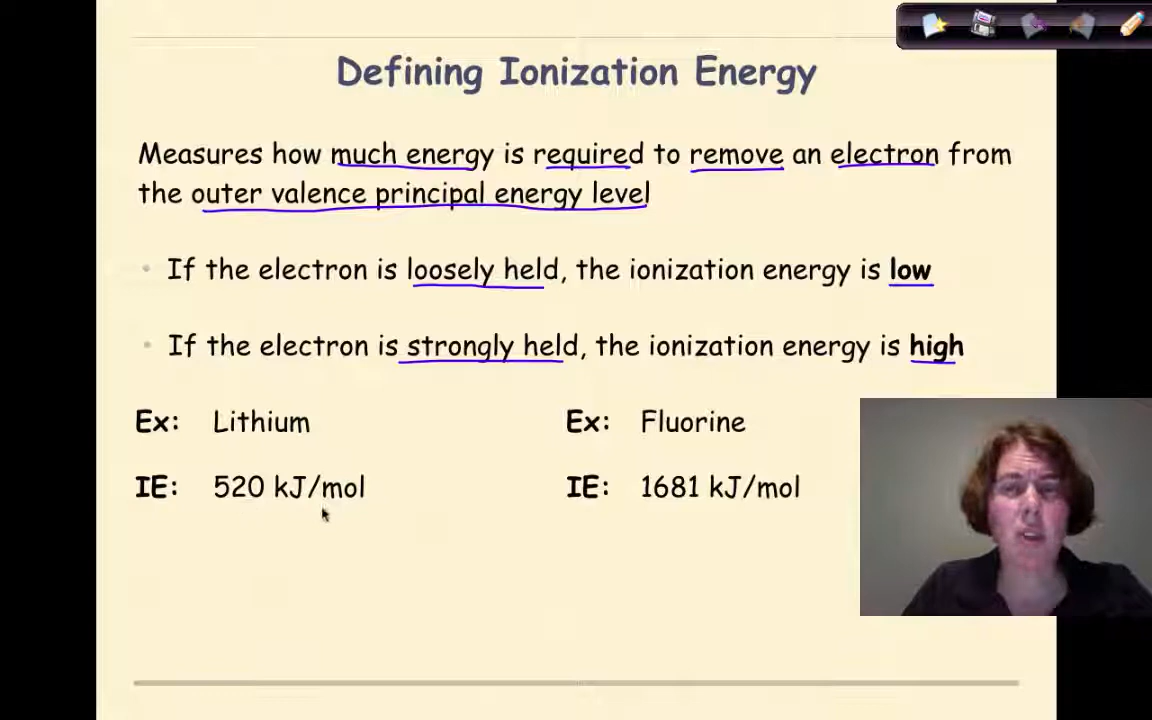 Defining Ionization Energy
Measures how much energy is required to remove an electron from
the outer valence principal energy level
• If the electron is loosely held, the ionization energy is low
• If the electron is strongly held, the ionization energy is high
Ex: Lithium Ex: Fluorine
IE: 520 kJ/mol IE: 1681 kJ/mol